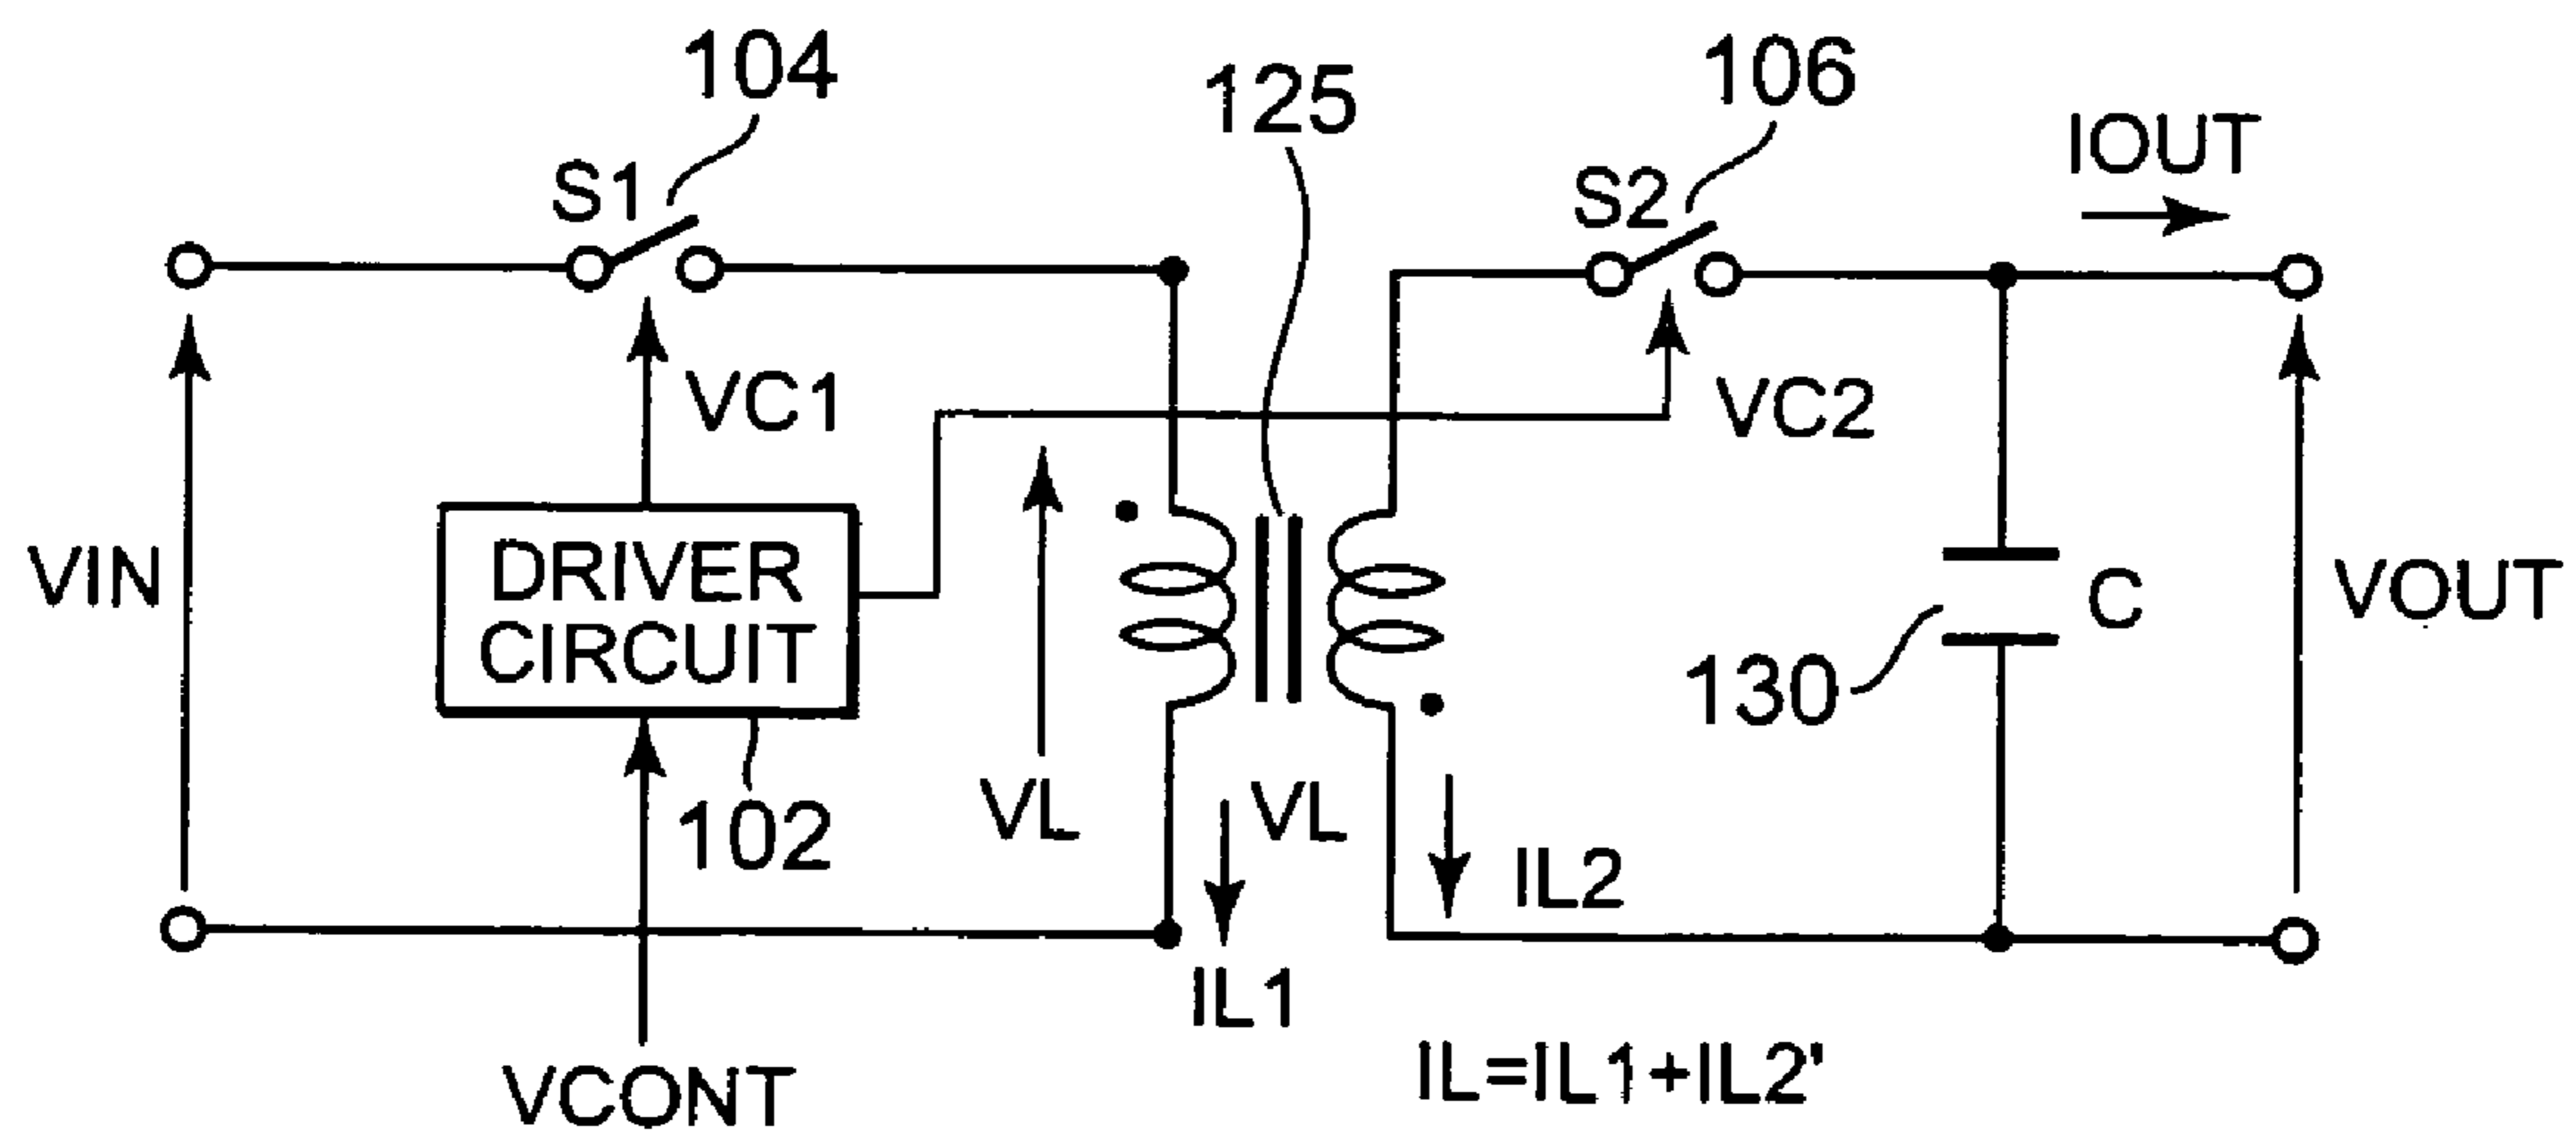 104
106
125
IOUT
S1
S2
VC1
VC2
VIN
DRIVER
CIRCUIT
C
VOUT
130
102
VL
VL
IL2
IL1
VCONT
IL=IL1+IL2'